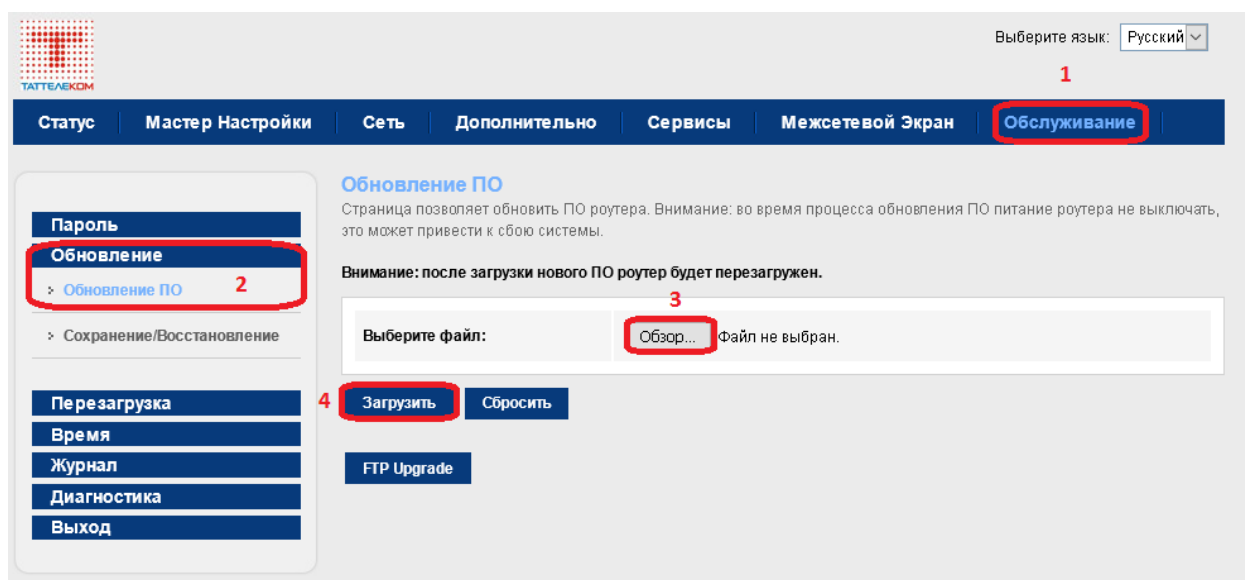 ТАТТЕЛЕКОМ
Выберите язык: Русский
1
Статус Мастер Настройки Сеть Дополнительно Сервисы Межсетевой Экран Обслуживание
Обновление ПО
Страница позволяет обновить ПО роутера. Внимание: во время процесса обновления ПО питание роутера не выключать,
это может привести к сбою системы.
Внимание: после загрузки нового ПО роутер будет перезагружен.
3
Выберите файл: Обзор... Файл не выбран.
4 Загрузить Сбросить
FTP Upgrade
Пароль
Обновление
Обновление ПО 2
Сохранение/Восстановление
Перезагрузка
Время
Журнал
Диагностика
Выход